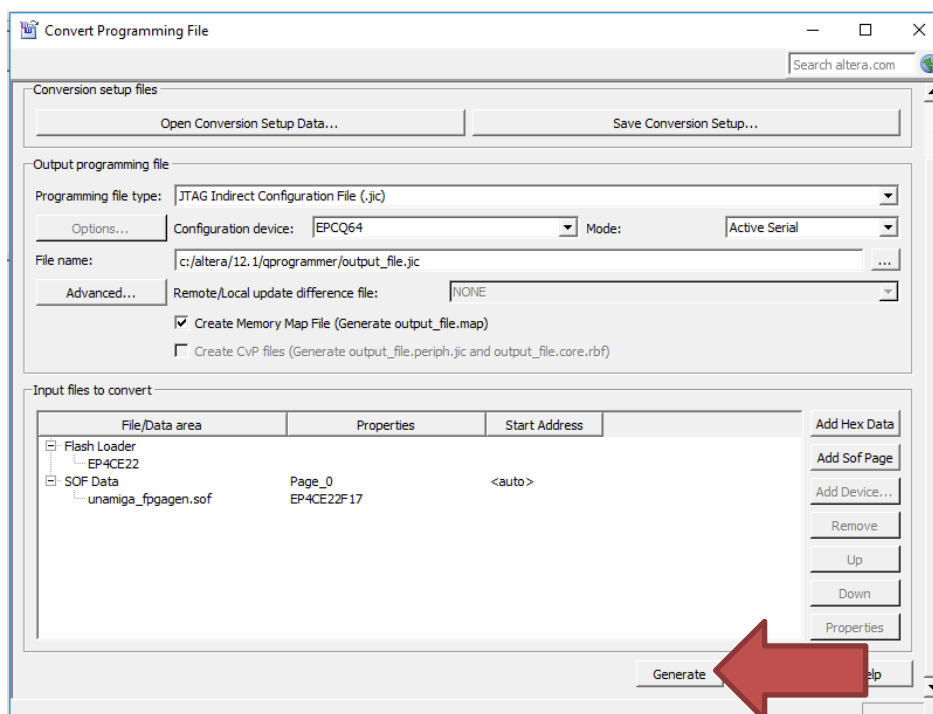 Convert Programming File
Search altera.com
Conversion setup files
Open Conversion Setup Data...
Save Conversion Setup...
Output programming file
Programming file type:
JTAG Indirect Configuration File (.jic)
Options...
Configuration device:
EPCQ64
Mode:
Active Serial
File name:
c:/altera/12.1/qprogrammer/output_file.jic
...
Advanced...
Remote/Local update difference file:
NONE
Create Memory Map File (Generate output_file.map)
Create CvP files (Generate output_file.periph.jic and output_file.core.rbf)
Input files to convert
File/Data area
Properties
Start Address
Add Hex Data
Flash Loader
EP4CE22
Add Sof Page
SOF Data
Page_0
<auto>
unamiga_fpgagen.sof
EP4CE22F17
Add Device...
Remove
Up
Down
Properties
Generate